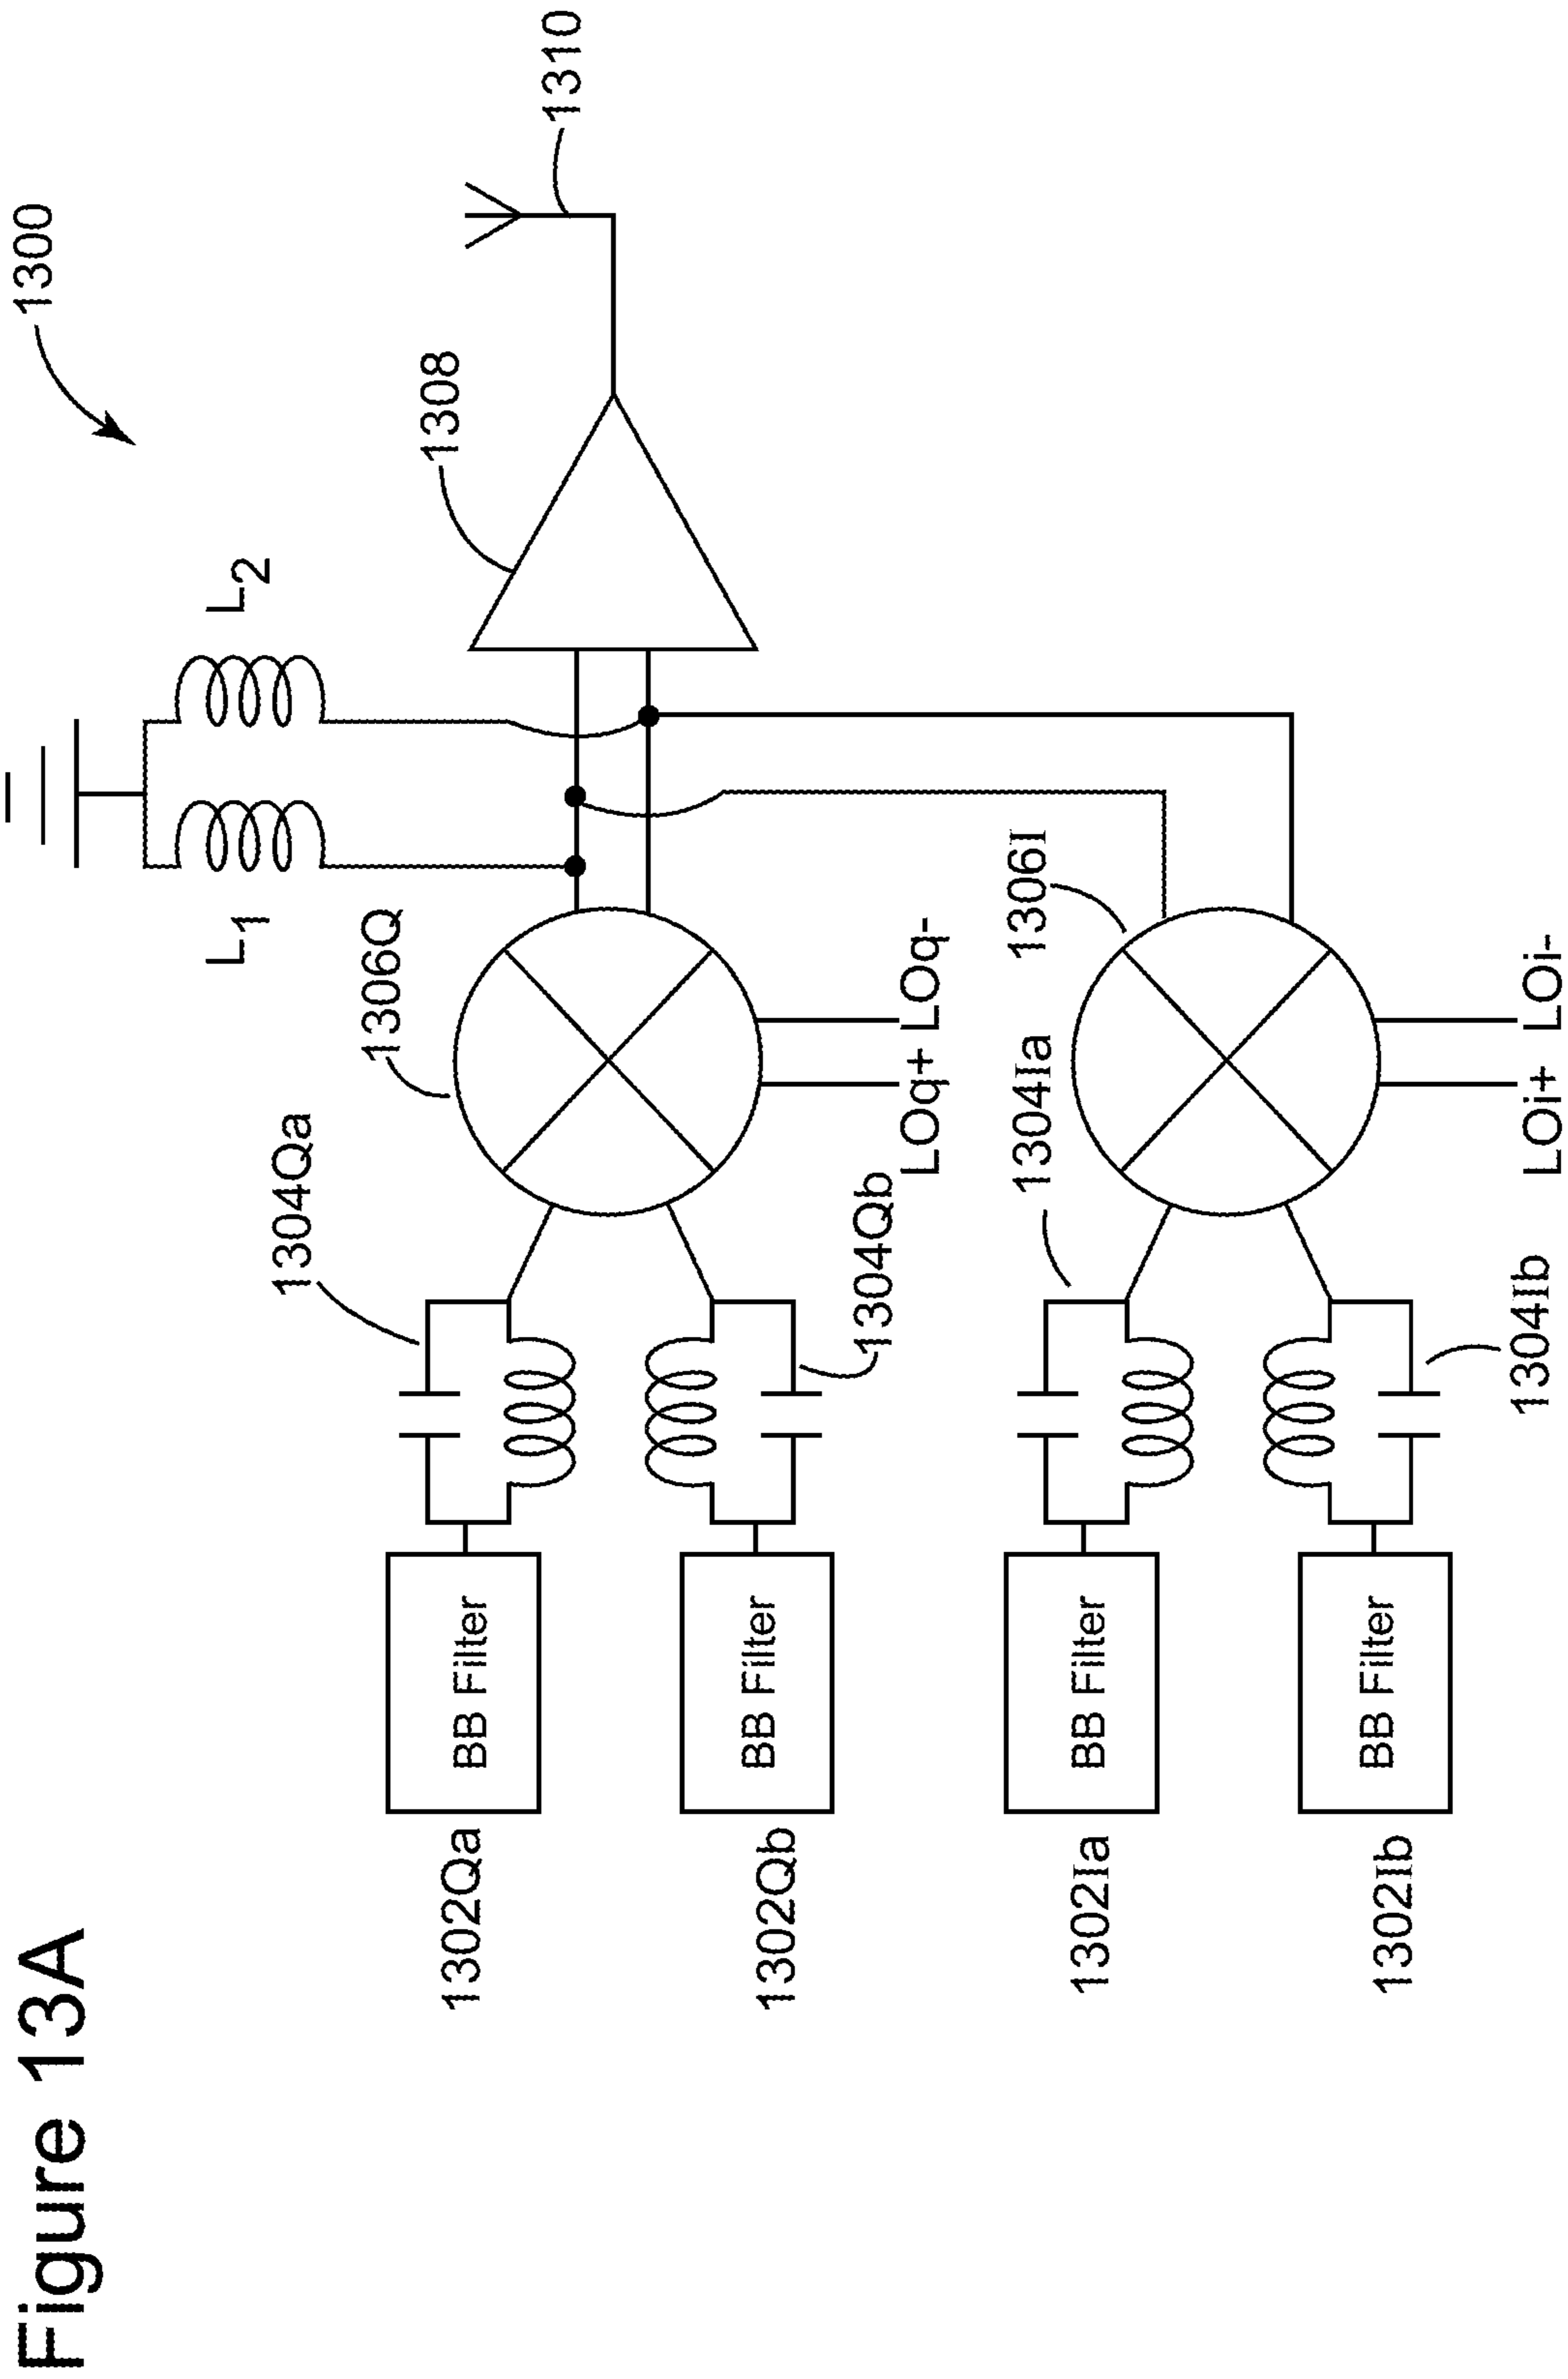 Figure 13A
1300
L1
L2
1308
1310
1306Q
1304Qa
1302Qa
BB Filter
1302Qb
BB Filter
1304Qb
LOq+
LOq-
1306I
1304Ia
1302Ia
BB Filter
1302Ib
BB Filter
1304Ib
LOi+
LOi-